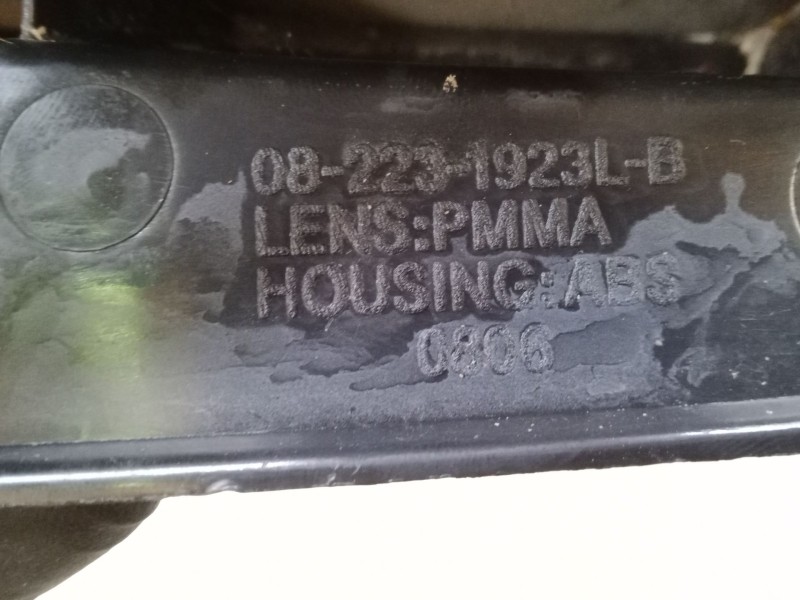 08-223-1923L-B
LENS:PMMA
HOUSING:ABS
0806